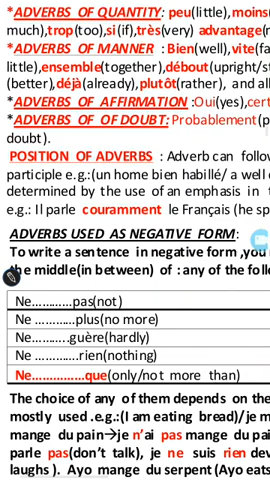 *ADVERBS OF QUANTITY: peu(little),moins(
much),trop(too),si(if),très(very) advantage(
*ADVERBS OF MANNER : Bien(well),vite(fa
little),ensemble(together),débout(upright/st
(better),déjà(already),plutôt(rather), and all
*ADVERBS OF AFFIRMATION :Oui(yes),cert
*ADVERBS OF OF DOUBT: Probablement(p
doubt).
POSITION OF ADVERBS : Adverb can follow
participle e.g.:(un home bien habillé/ a well d
determined by the use of an emphasis in t
e.g.: Il parle couramment le Français (he sp
ADVERBS USED AS NEGATIVE FORM:
To write a sentence in negative form ,you
the middle(in between) of : any of the follo
Ne…………pas(not)
Ne …………plus(no more)
Ne………..guère(hardly)
Ne ………….rien(nothing)
Ne……………que(only/not more than)
The choice of any of them depends on the
mostly used .e.g.:(I am eating bread)/je m
mange du pain→je n'ai pas mange du pai
parle pas(don't talk), je ne suis rien dev
laughs ). Ayo mange du serpent(Ayo eats